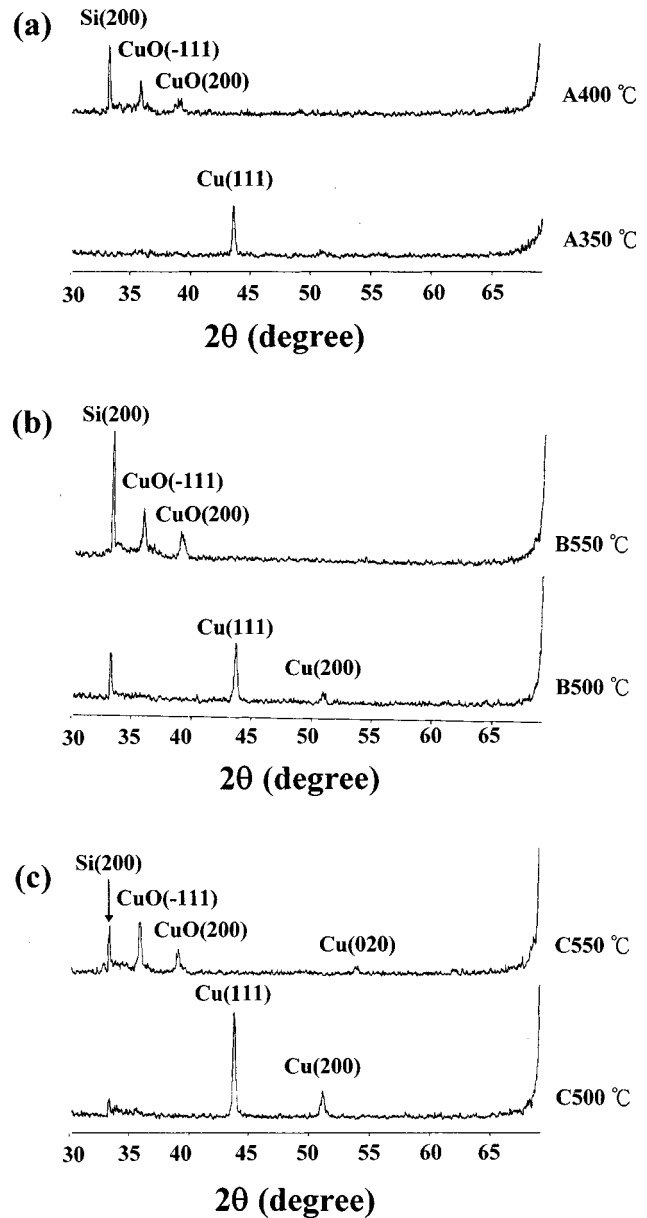 (a)
Si(200)
CuO(-111)
CuO(200)
A400 ℃
Cu(111)
A350 ℃
30 35 40 45 50 55 60 65
2θ (degree)
(b)
Si(200)
CuO(-111)
CuO(200)
B550 ℃
Cu(111)
Cu(200)
B500 ℃
30 35 40 45 50 55 60 65
2θ (degree)
(c)
Si(200)
CuO(-111)
CuO(200)
Cu(020)
C550 ℃
Cu(111)
Cu(200)
C500 ℃
30 35 40 45 50 55 60 65
2θ (degree)